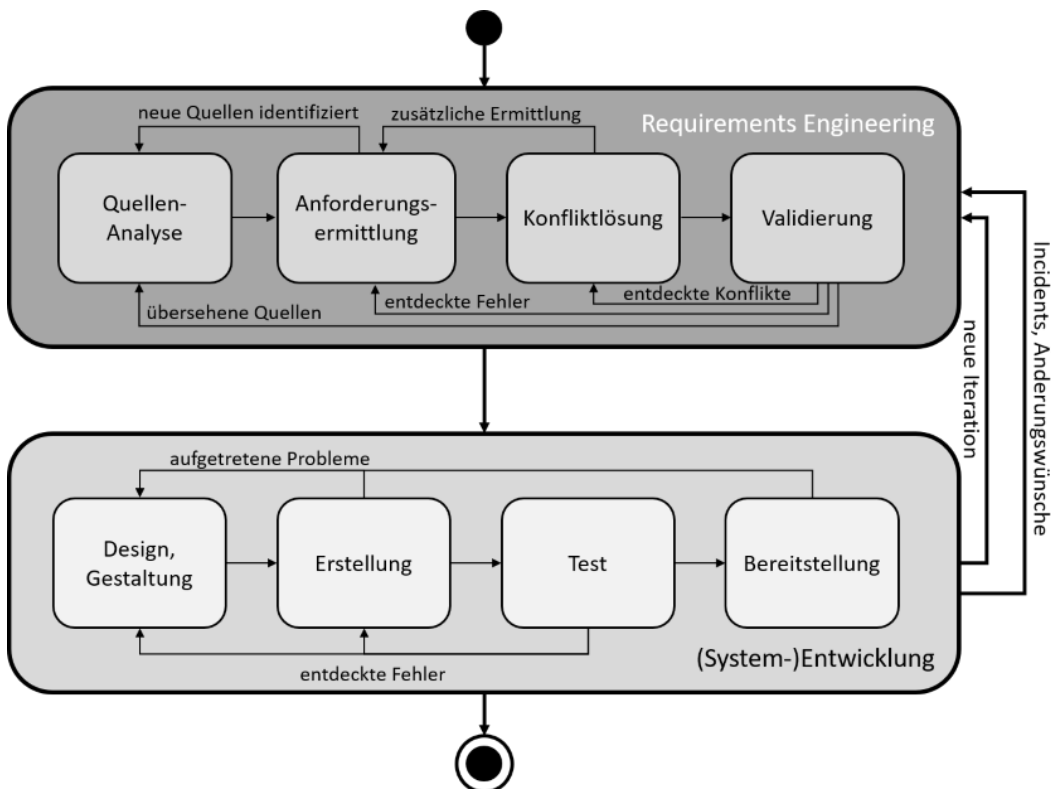 neue Quellen identifiziert
zusätzliche Ermittlung
Requirements Engineering
Quellen-
Analyse
Anforderungs-
ermittlung
Konfliktlösung
Validierung
entdeckte Konflikte
entdeckte Fehler
übersehene Quellen
neue Iteration
Incidents, Änderungswünsche
aufgetretene Probleme
Design,
Gestaltung
Erstellung
Test
Bereitstellung
entdeckte Fehler
(System-)Entwicklung